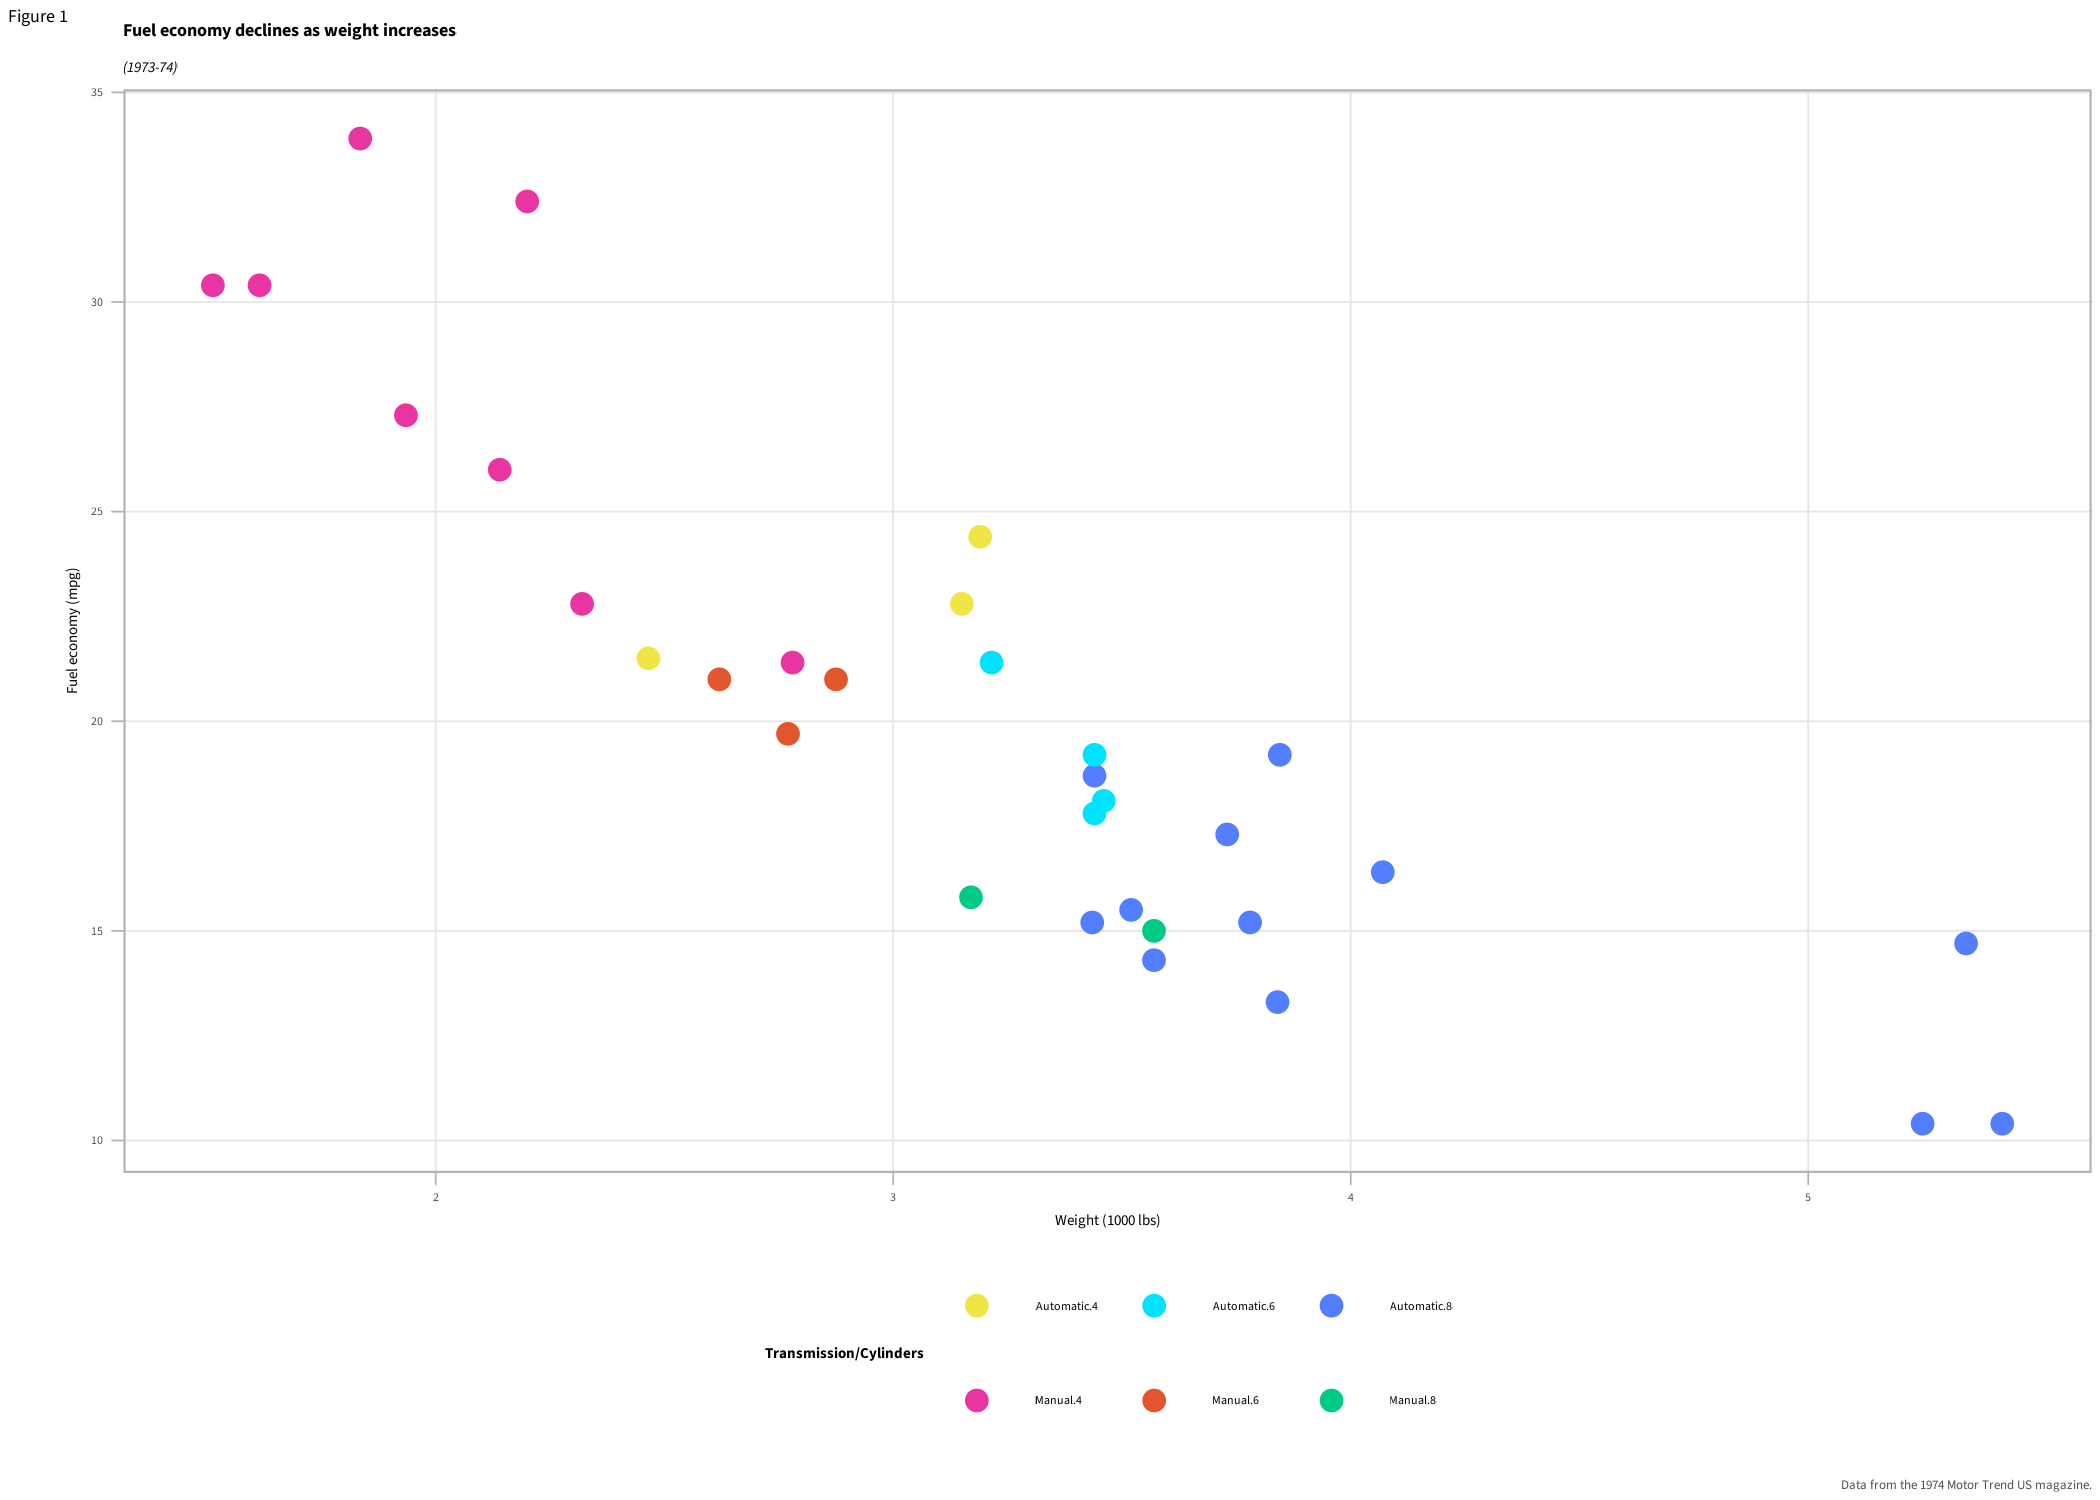 Figure 1
Fuel economy declines as weight increases
(1973-74)
35
30
25
20
15
10
Fuel economy (mpg)
2 3 4 5
Weight (1000 lbs)
Automatic.4 Automatic.6 Automatic.8
Transmission/Cylinders
Manual.4 Manual.6 Manual.8
Data from the 1974 Motor Trend US magazine.